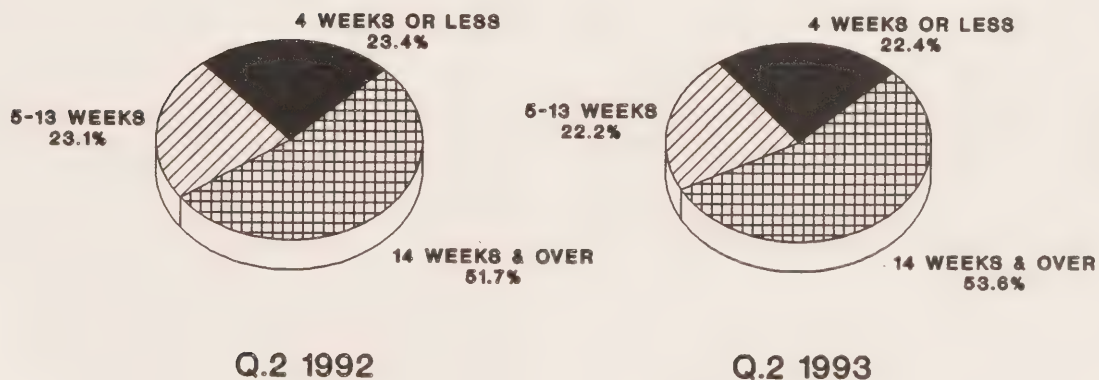 4 WEEKS OR LESS
23.4%
5-13 WEEKS
23.1%
14 WEEKS & OVER
51.7%
Q.2 1992
4 WEEKS OR LESS
22.4%
5-13 WEEKS
22.2%
14 WEEKS & OVER
53.6%
Q.2 1993